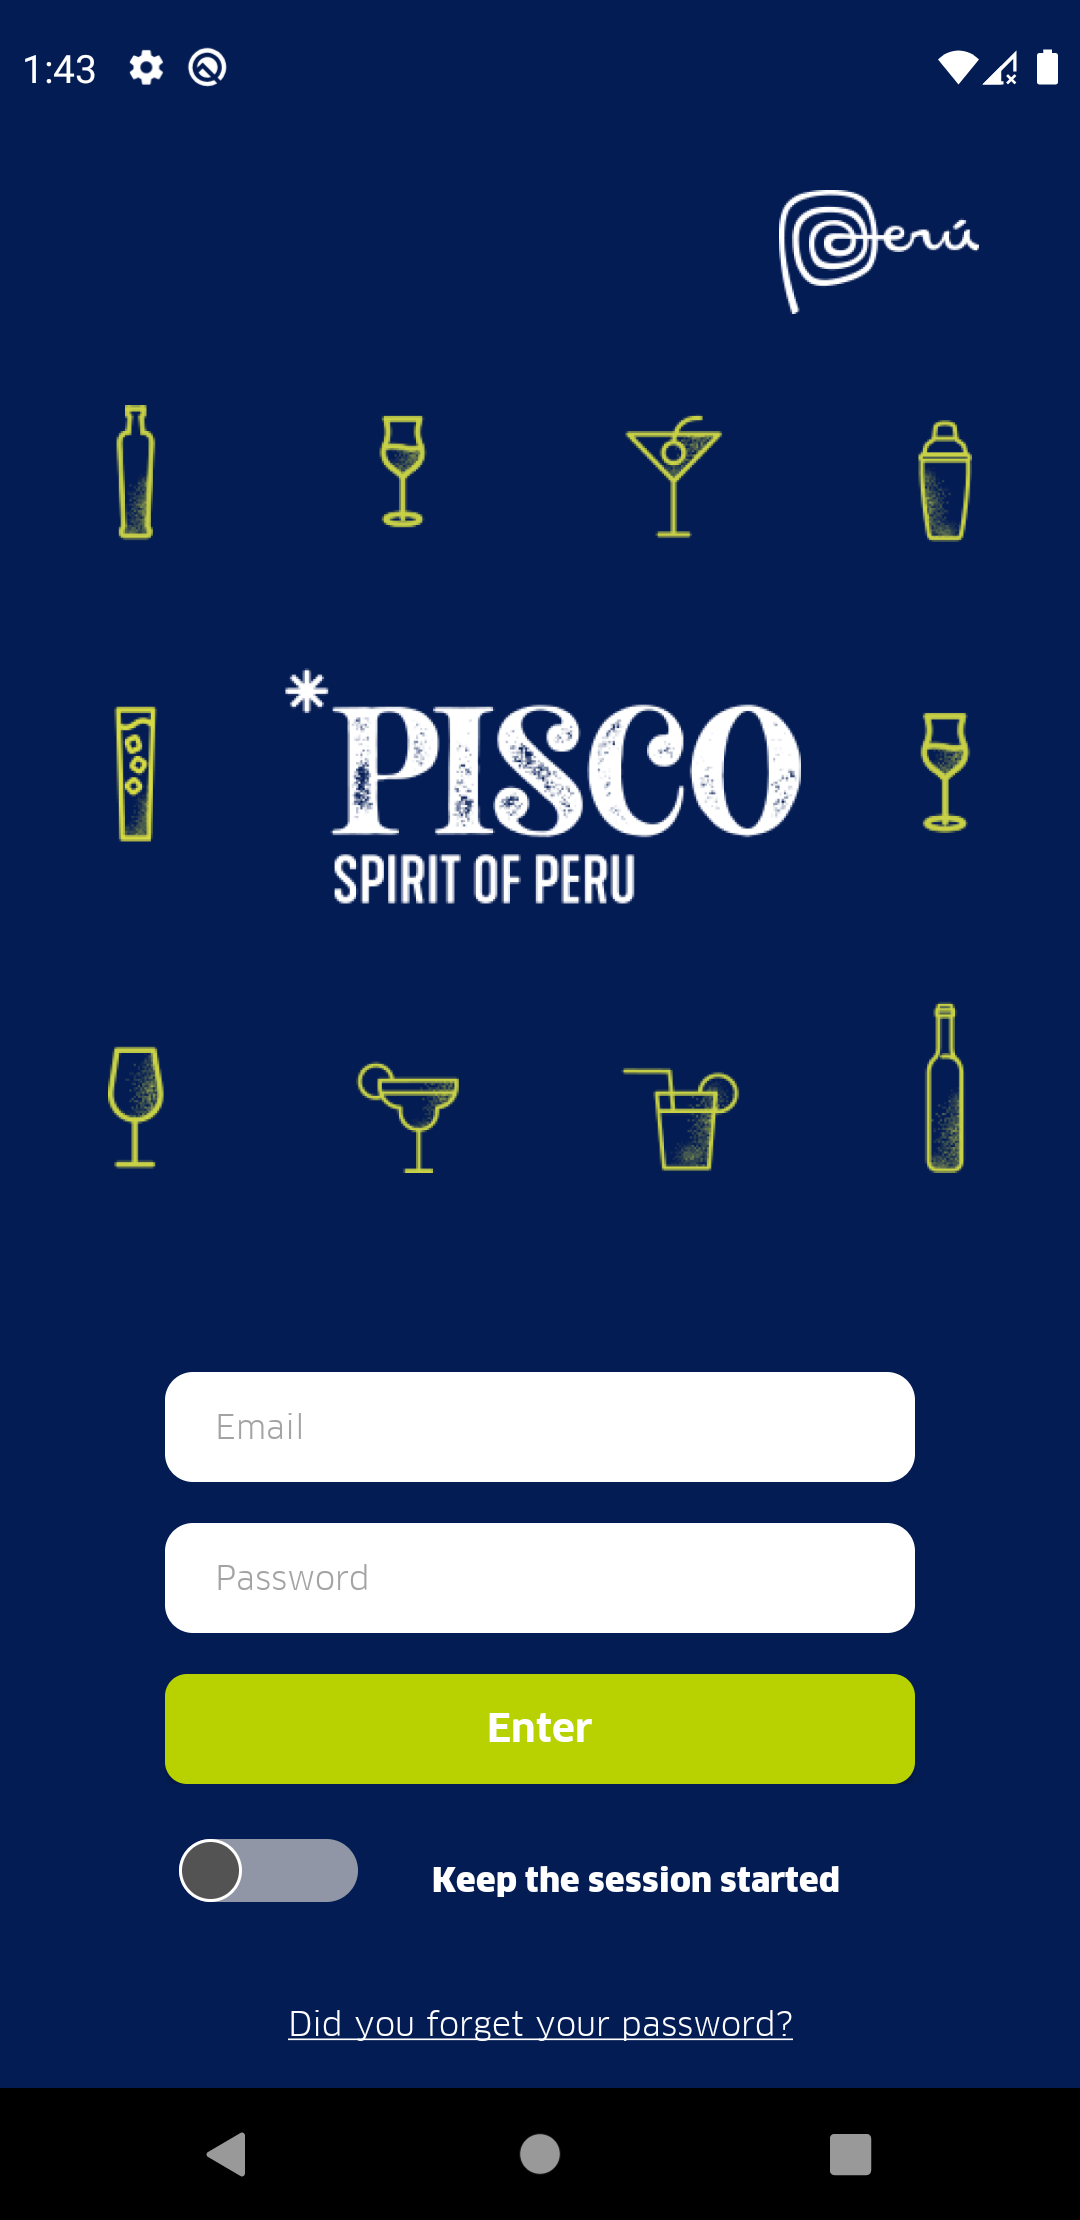 1:43
Perú
*PISCO
SPIRIT OF PERU
Email
Password
Enter
Keep the session started
Did you forget your password?